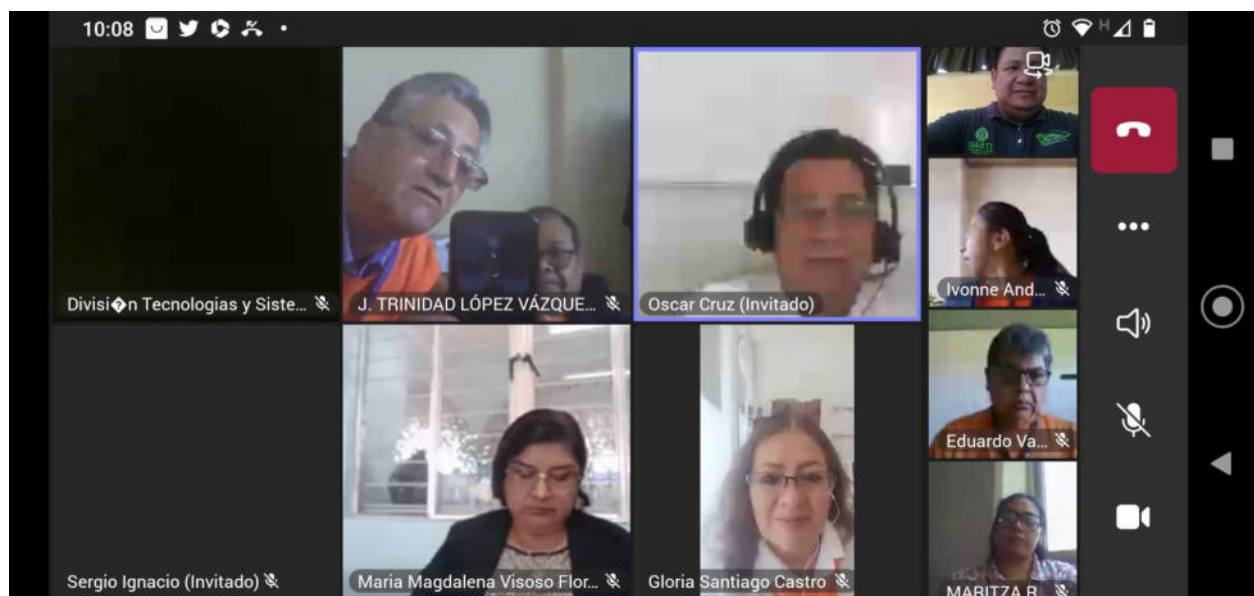 10:08
Divisi�n Tecnologias y Siste...
J. TRINIDAD LÓPEZ VÁZQUE...
Oscar Cruz (Invitado)
Ivonne And...
Eduardo Va...
Sergio Ignacio (Invitado)
Maria Magdalena Visoso Flor...
Gloria Santiago Castro
MARITZA R...
H